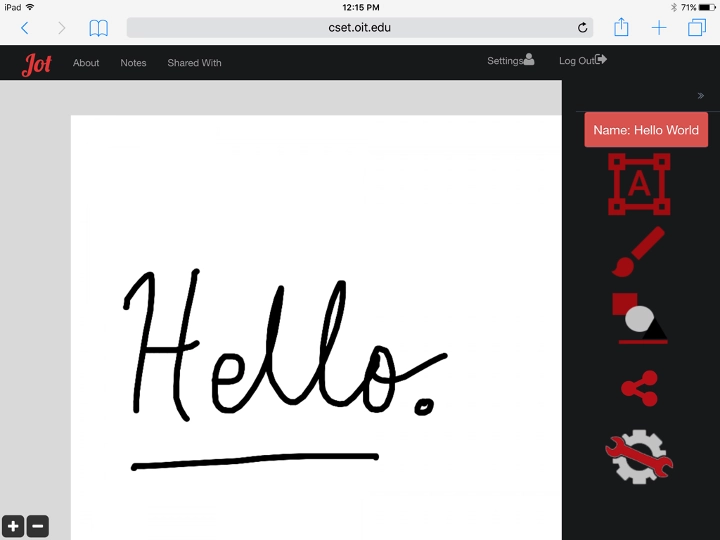 iPad 12:15 PM 71%
cset.oit.edu
Jot About Notes Shared With Settings Log Out
»
Name: Hello World
A
Hello.
+ −